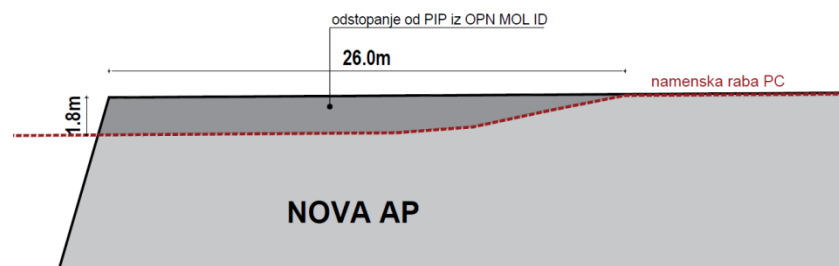 odstopanje od PIP iz OPN MOL ID
26.0m
namenska raba PC
1.8m
NOVA AP